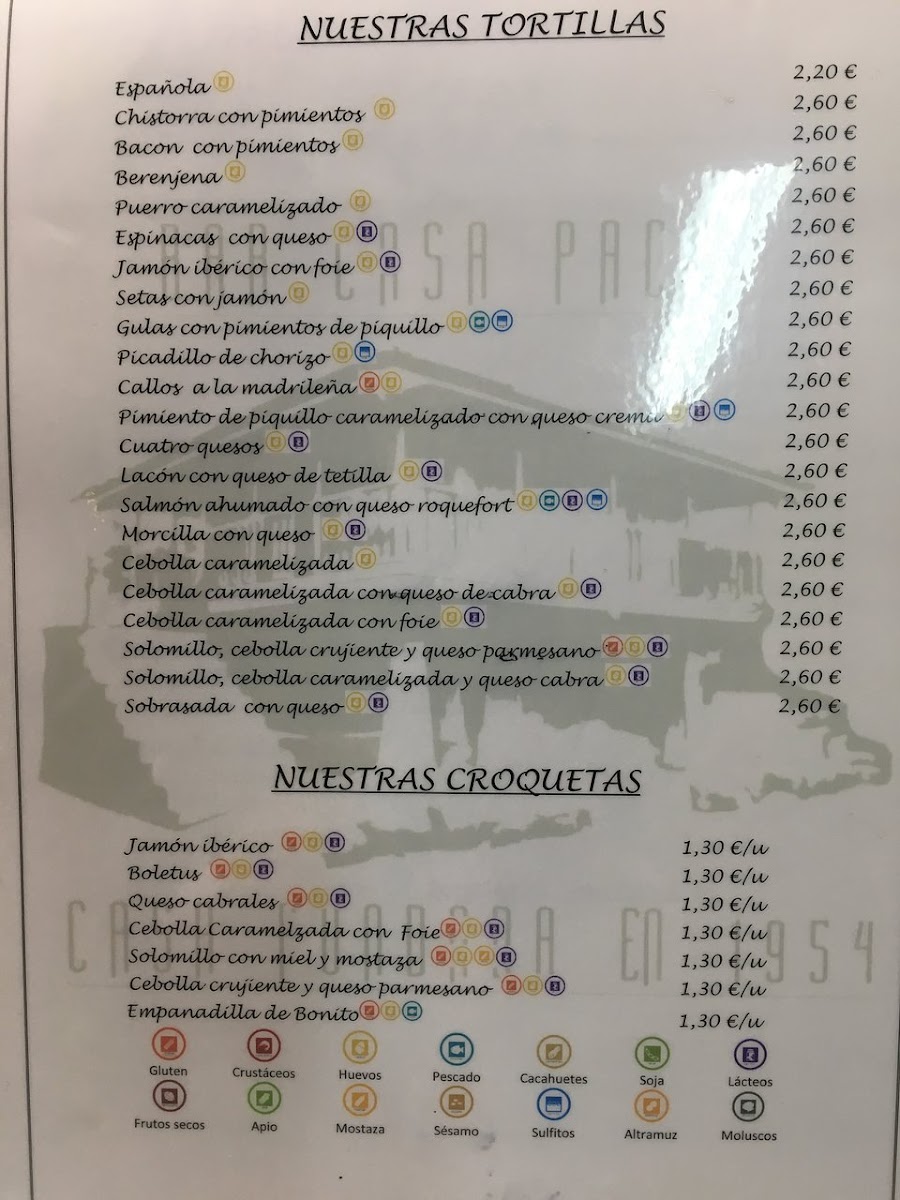 NUESTRAS TORTILLAS
Española 2,20 €
Chistorra con pimientos 2,60 €
Bacon con pimientos 2,60 €
Berenjena 2,60 €
Puerro caramelizado 2,60 €
Espinacas con queso 2,60 €
Jamón ibérico con foie 2,60 €
Setas con jamón 2,60 €
Gulas con pimientos de piquillo 2,60 €
Picadillo de chorizo 2,60 €
Callos a la madrileña 2,60 €
Pimiento de piquillo caramelizado con queso crema 2,60 €
Cuatro quesos 2,60 €
Lacón con queso de tetilla 2,60 €
Salmón ahumado con queso roquefort 2,60 €
Morcilla con queso 2,60 €
Cebolla caramelizada 2,60 €
Cebolla caramelizada con queso de cabra 2,60 €
Cebolla caramelizada con foie 2,60 €
Solomillo, cebolla crujiente y queso parmesano 2,60 €
Solomillo, cebolla caramelizada y queso cabra 2,60 €
Sobrasada con queso 2,60 €
NUESTRAS CROQUETAS
Jamón ibérico 1,30 €/u
Boletus 1,30 €/u
Queso cabrales 1,30 €/u
Cebolla Caramelzada con Foie 1,30 €/u
Solomillo con miel y mostaza 1,30 €/u
Cebolla crujiente y queso parmesano 1,30 €/u
Empanadilla de Bonito 1,30 €/u
Gluten Crustáceos Huevos Pescado Cacahuetes Soja Lácteos
Frutos secos Apio Mostaza Sésamo Sulfitos Altramuz Moluscos